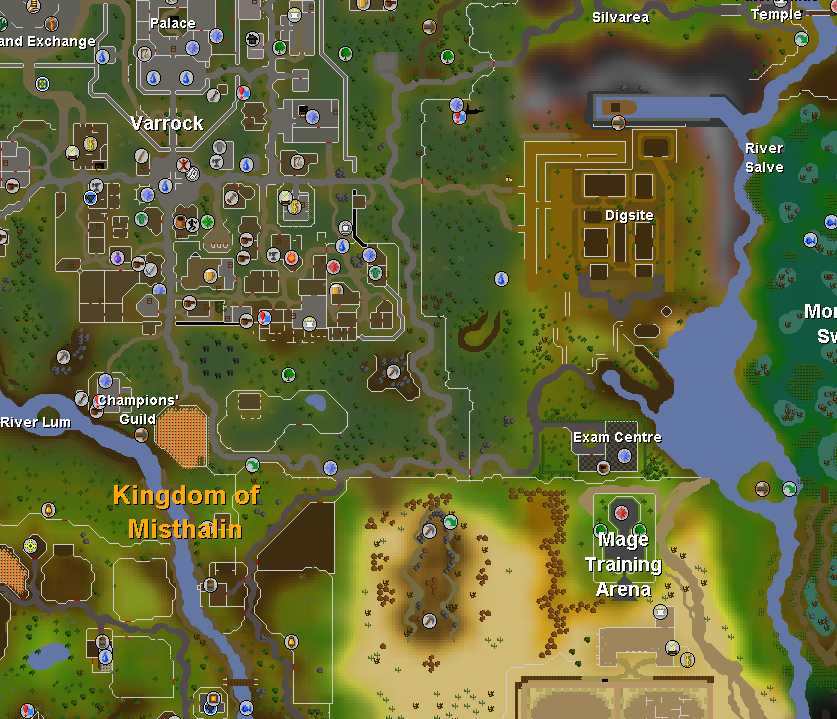 Palace
Silvarea
Temple
and Exchange
Varrock
River
Salve
Digsite
Mor
Sw
Champions'
Guild
River Lum
Exam Centre
Kingdom of
Misthalin
Mage
Training
Arena